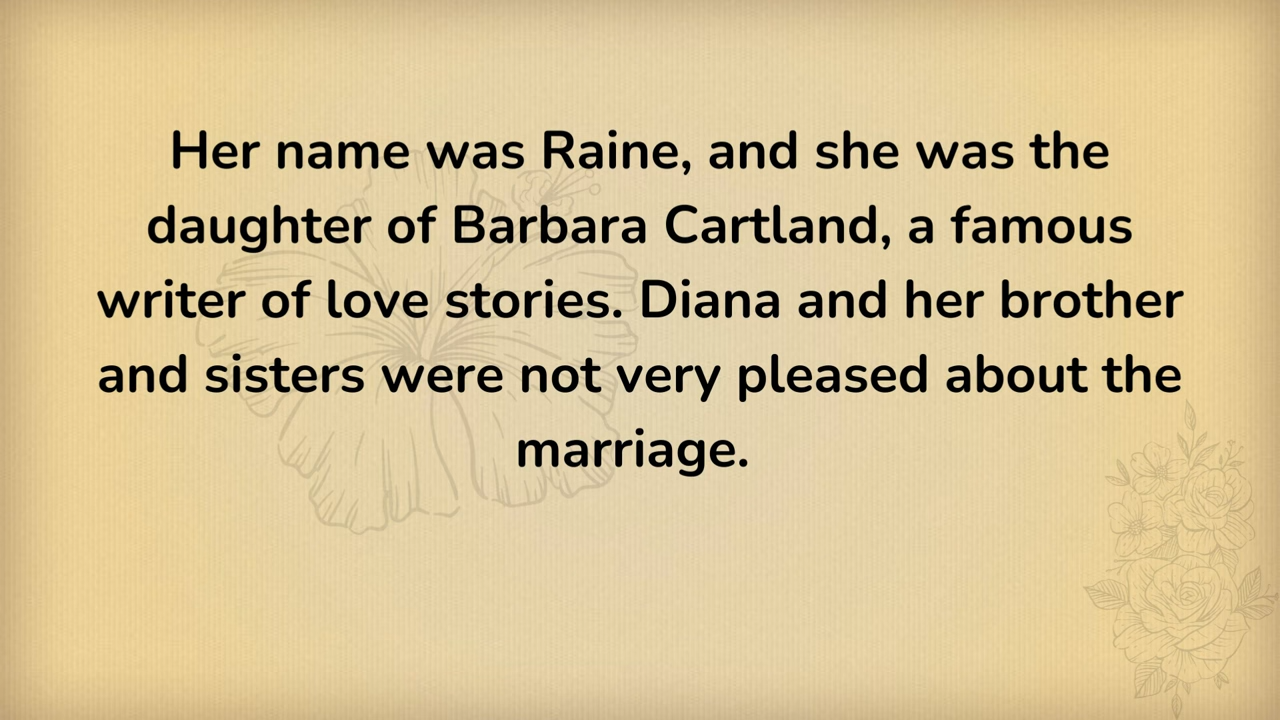 Her name was Raine, and she was the
daughter of Barbara Cartland, a famous
writer of love stories. Diana and her brother
and sisters were not very pleased about the
marriage.